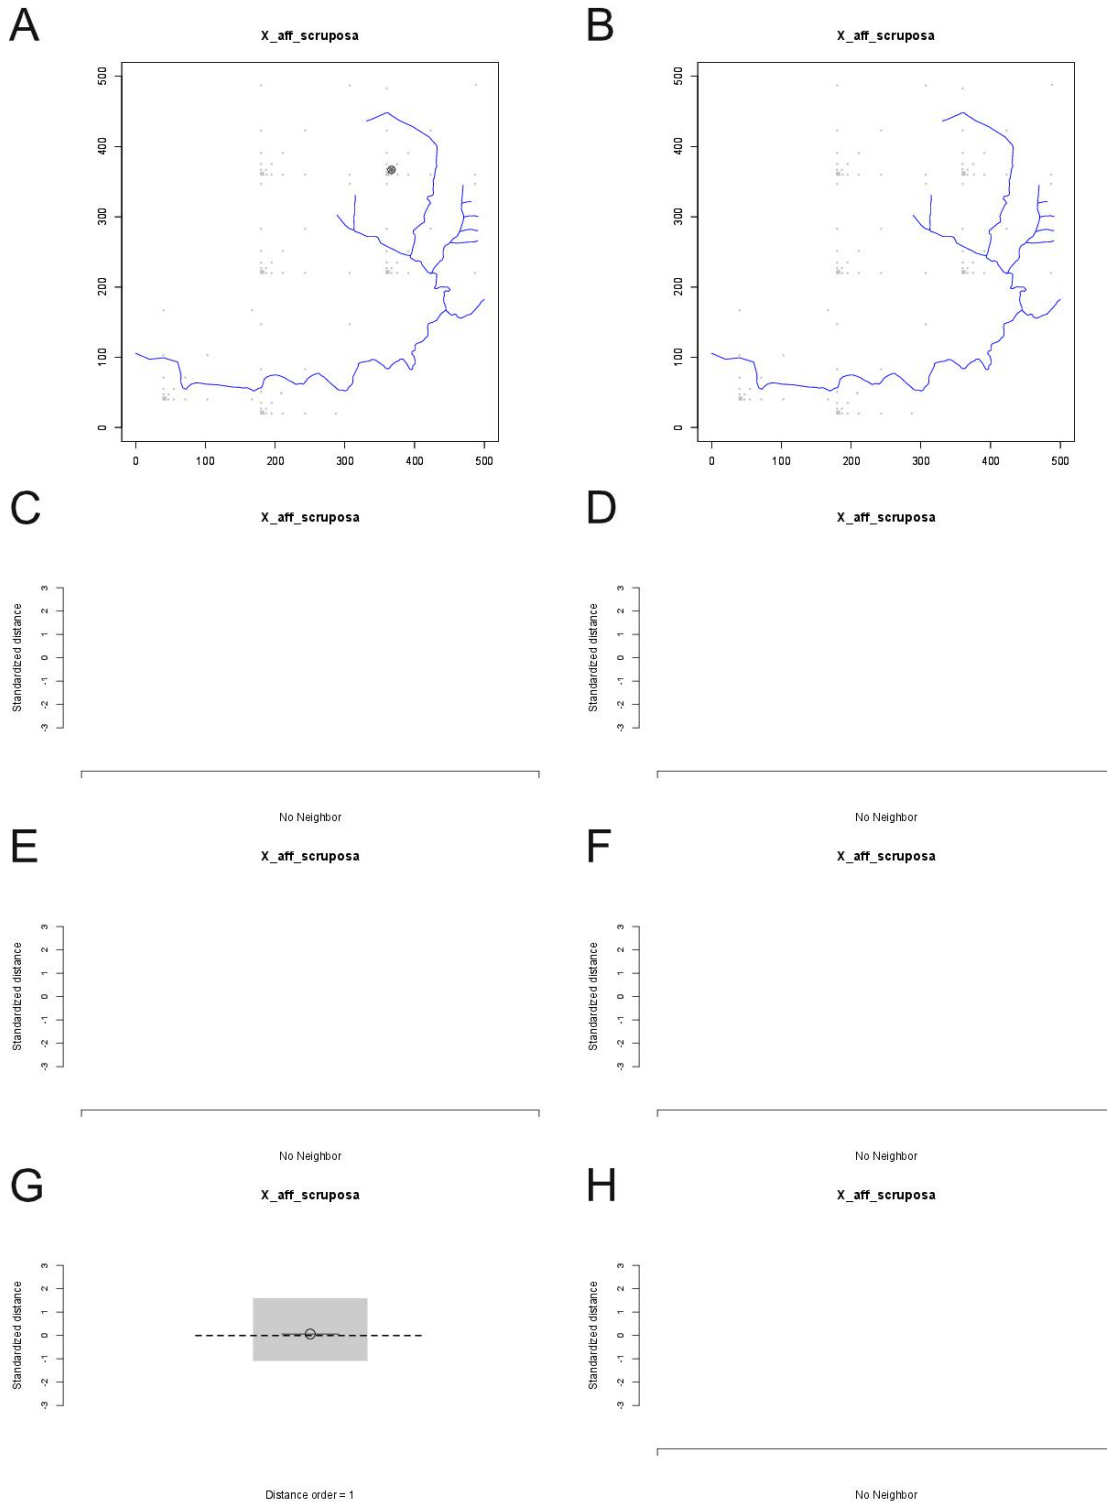 A
X_aff_scruposa
0 100 200 300 400 500
0 100 200 300 400 500
B
X_aff_scruposa
0 100 200 300 400 500
0 100 200 300 400 500
C
X_aff_scruposa
Standardized distance
-3 -2 -1 0 1 2 3
No Neighbor
D
X_aff_scruposa
Standardized distance
-3 -2 -1 0 1 2 3
No Neighbor
E
X_aff_scruposa
Standardized distance
-3 -2 -1 0 1 2 3
No Neighbor
F
X_aff_scruposa
Standardized distance
-3 -2 -1 0 1 2 3
No Neighbor
G
X_aff_scruposa
Standardized distance
-3 -2 -1 0 1 2 3
Distance order = 1
H
X_aff_scruposa
Standardized distance
-3 -2 -1 0 1 2 3
No Neighbor